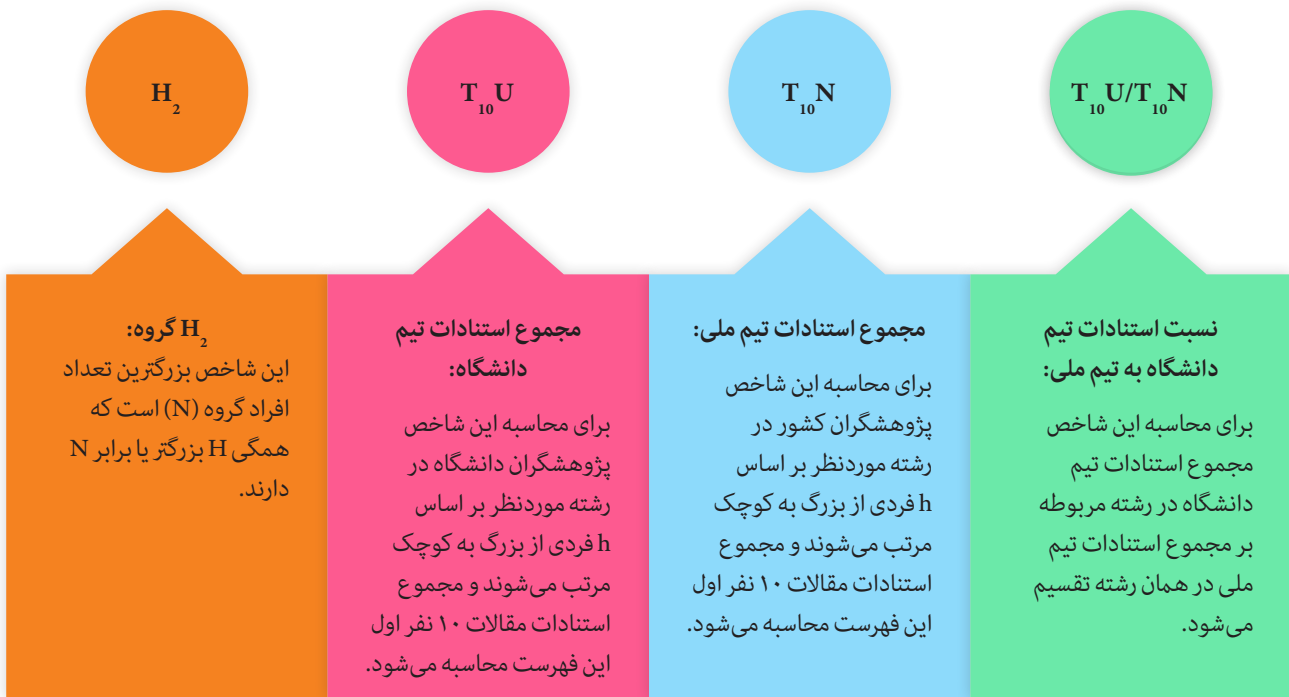 T₁₀U/T₁₀N
نسبت استنادات تیم
دانشگاه به تیم ملی:
برای محاسبه این شاخص
مجموع استنادات تیم
دانشگاه در رشته مربوطه
بر مجموع استنادات تیم
ملی در همان رشته تقسیم
می‌شود.
T₁₀N
مجموع استنادات تیم ملی:
برای محاسبه این شاخص
پژوهشگران کشور در
رشته موردنظر بر اساس
h فردی از بزرگ به کوچک
مرتب می‌شوند و مجموع
استنادات مقالات ۱۰ نفر اول
این فهرست محاسبه می‌شود.
T₁₀U
مجموع استنادات تیم
دانشگاه:
برای محاسبه این شاخص
پژوهشگران دانشگاه در
رشته موردنظر بر اساس
h فردی از بزرگ به کوچک
مرتب می‌شوند و مجموع
استنادات مقالات ۱۰ نفر اول
این فهرست محاسبه می‌شود.
H₂
H₂ گروه:
این شاخص بزرگترین تعداد
افراد گروه (N) است که
همگی H بزرگتر یا برابر N
دارند.